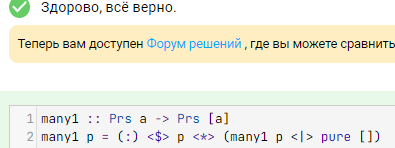 Здорово, всё верно.
Теперь вам доступен Форум решений , где вы можете сравнить
1 many1 :: Prs a -> Prs [a]
2 many1 p = (:) <$> p <*> (many1 p <|> pure [])